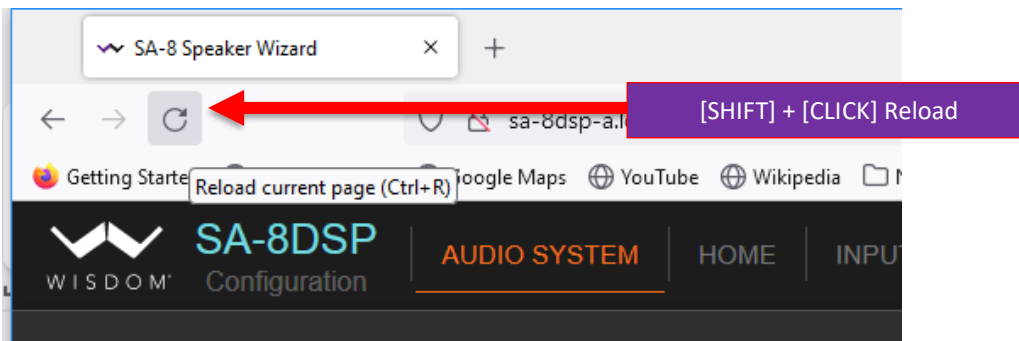 SA-8 Speaker Wizard
[SHIFT] + [CLICK] Reload
sa-8dsp-a.l
Getting Starte
Reload current page (Ctrl+R)
oogle Maps
YouTube
Wikipedia
WISDOM
SA-8DSP
Configuration
AUDIO SYSTEM
HOME
INPU